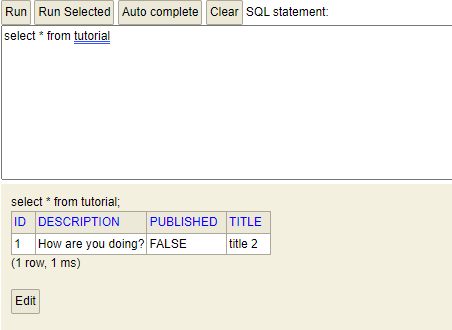 Run Run Selected Auto complete Clear SQL statement:
select * from tutorial
select * from tutorial;
ID DESCRIPTION PUBLISHED TITLE
1 How are you doing? FALSE title 2
(1 row, 1 ms)
Edit